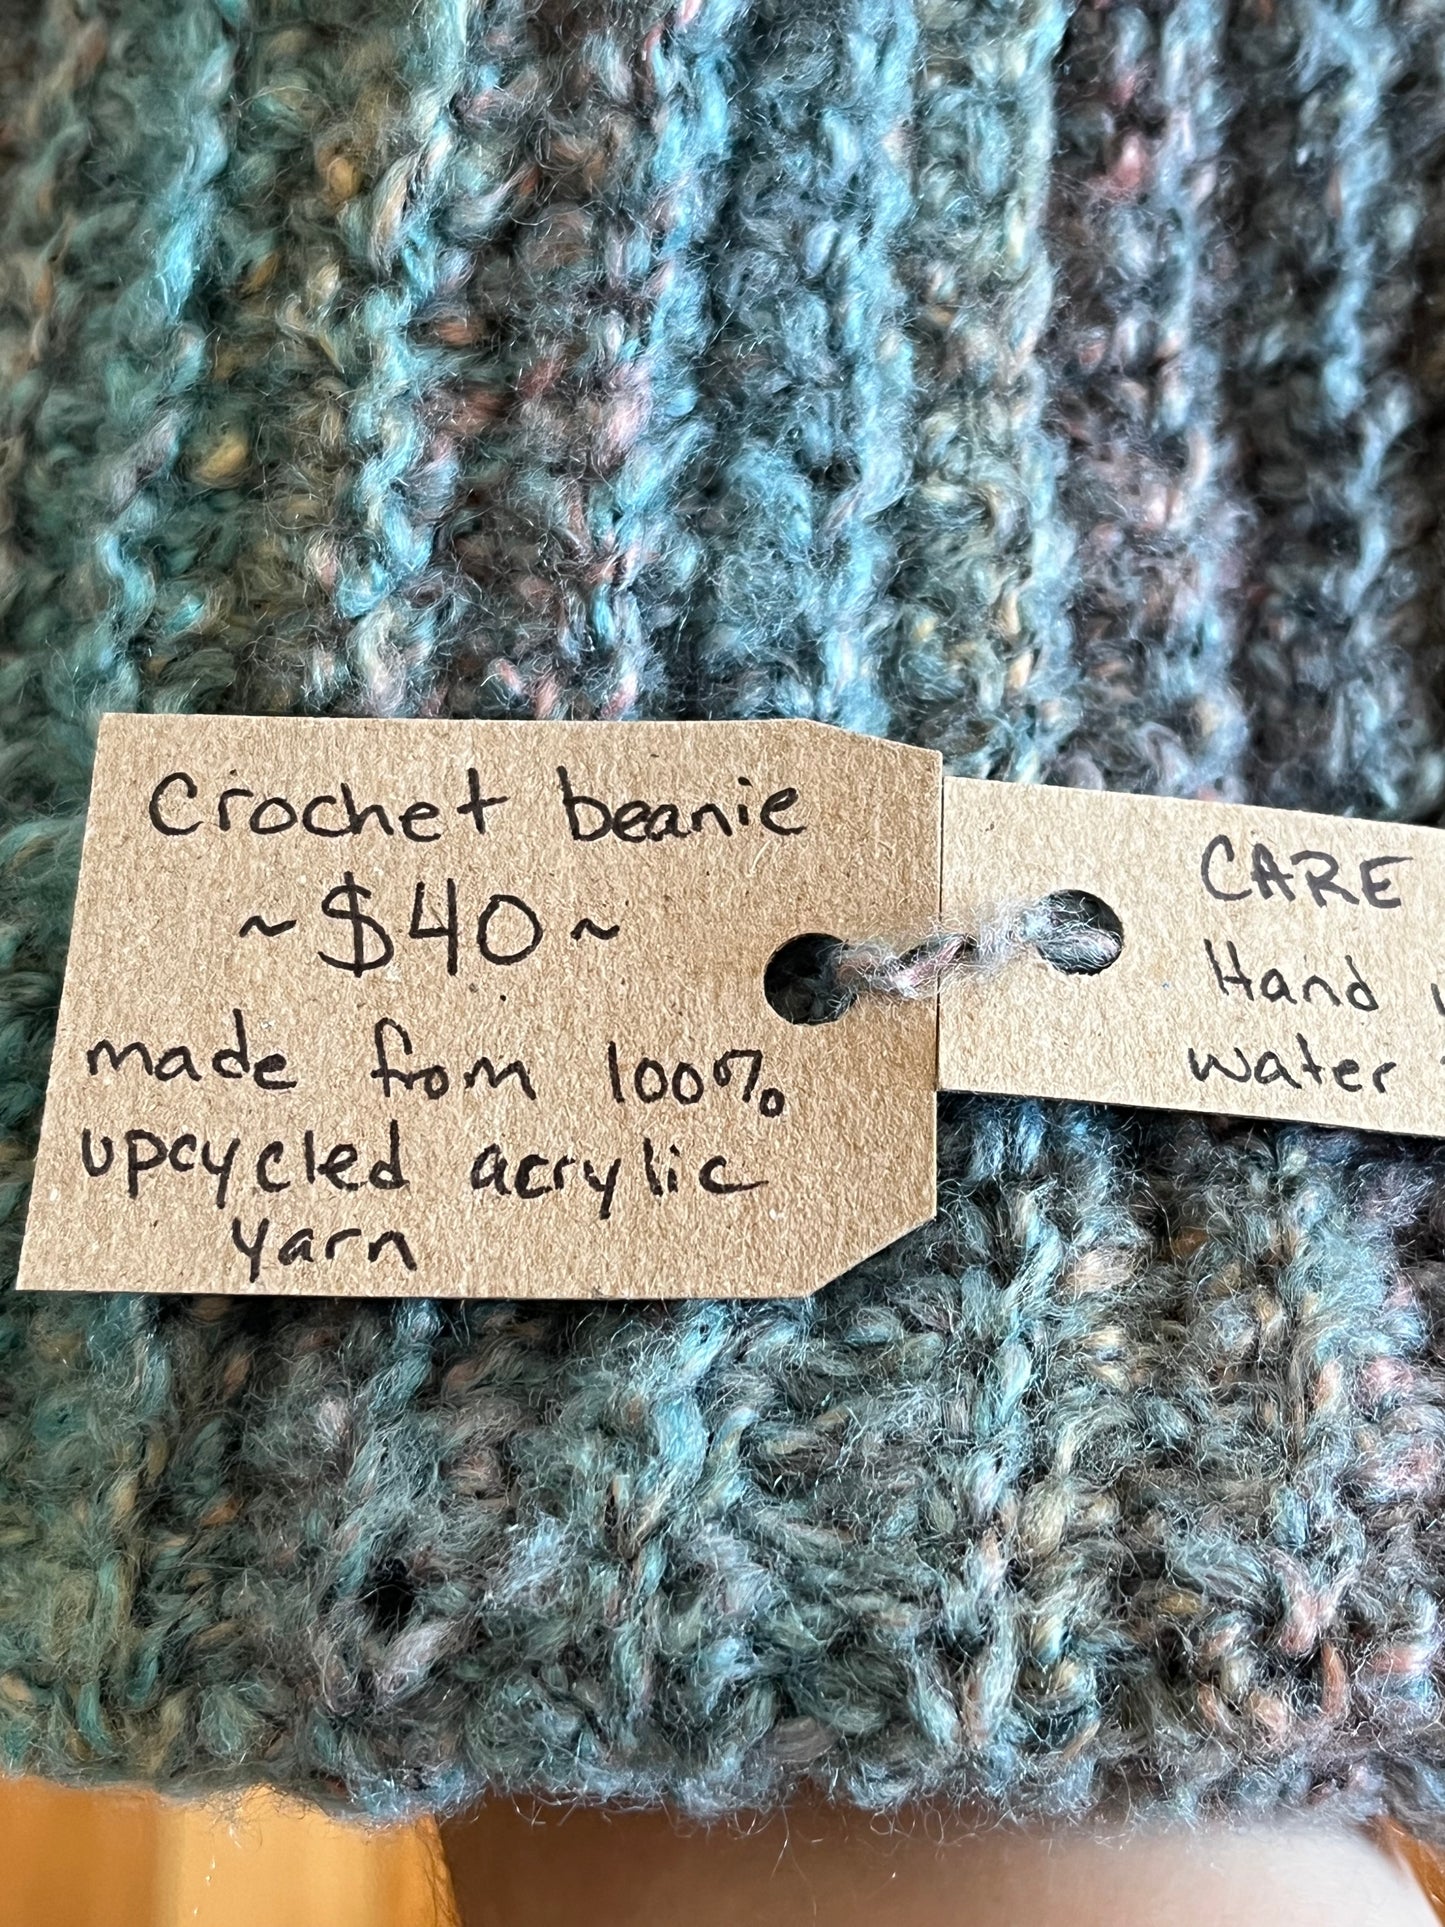 Crochet beanie
~$40~
made from 100%
upcycled acrylic
yarn
CARE
Hand
water